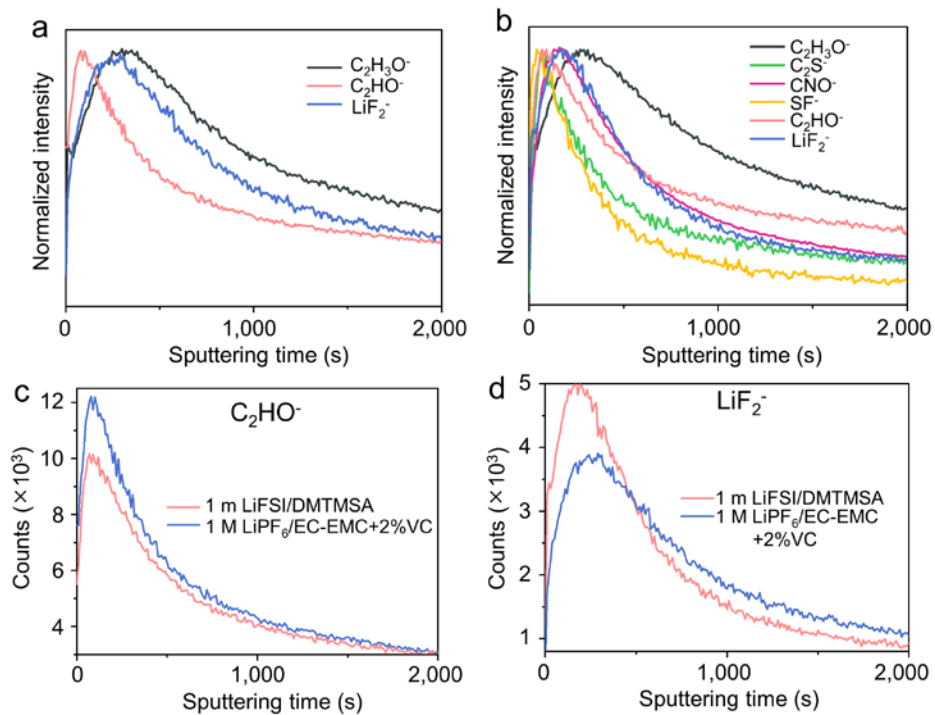 a
Normalized intensity
C₂H₃O⁻
C₂HO⁻
LiF₂⁻
0
1,000
2,000
Sputtering time (s)
b
Normalized intensity
C₂H₃O⁻
C₂S⁻
CNO⁻
SF⁻
C₂HO⁻
LiF₂⁻
0
1,000
2,000
Sputtering time (s)
c
C₂HO⁻
Counts (×10³)
12
10
8
6
4
1 m LiFSI/DMTMSA
1 M LiPF₆/EC-EMC+2%VC
0
1,000
2,000
Sputtering time (s)
d
LiF₂⁻
Counts (×10³)
5
4
3
2
1
1 m LiFSI/DMTMSA
1 M LiPF₆/EC-EMC
+2%VC
0
1,000
2,000
Sputtering time (s)